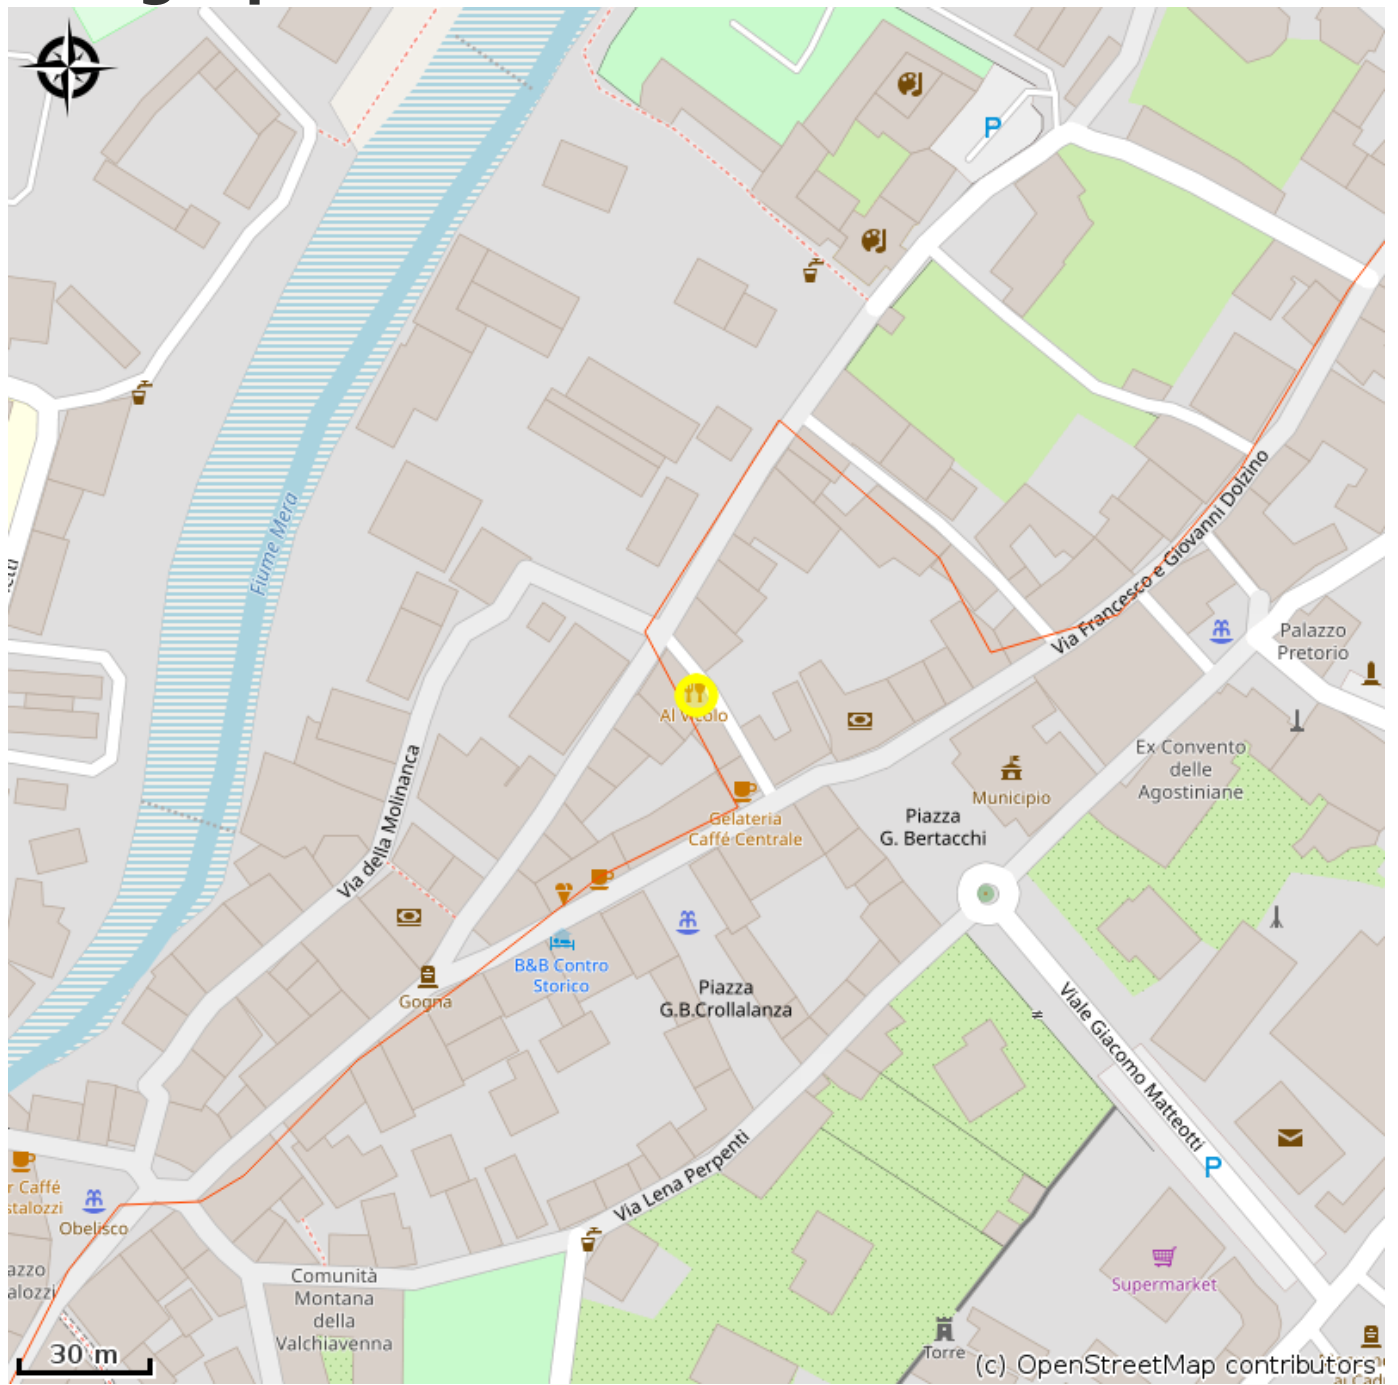 P
Fiume Mera
Via Francesco e Giovanni Dolzino
Palazzo
Pretorio
Al vicolo
Ex Convento
delle
Agostiniane
Municipio
Piazza
G. Bertacchi
Gelateria
Caffé Centrale
Via della Molinanca
B&B Contro
Storico
Gogna
Piazza
G.B.Crollalanza
Viale Giacomo Matteotti
Via Lena Perpenti
P
r Caffé
stalozzi
Obelisco
azzo
alozzi
Comunità
Montana
della
Valchiavenna
Supermarket
Torre
30 m
(c) OpenStreetMap contributors